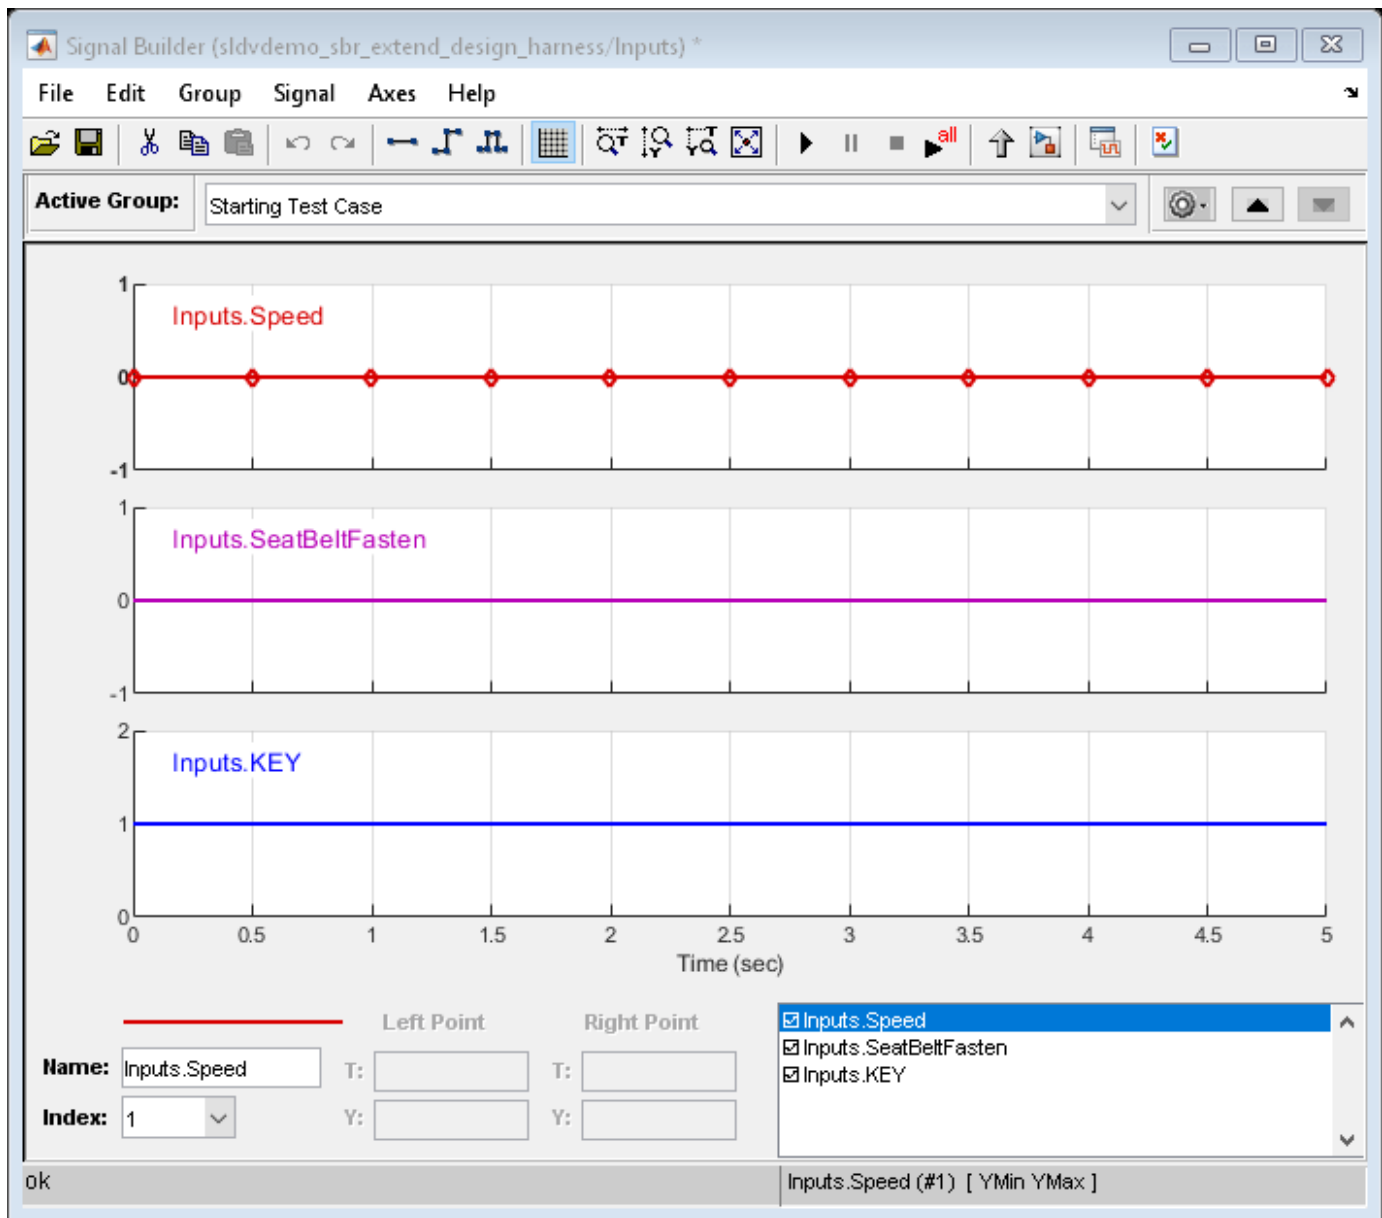 Signal Builder (sldvdemo_sbr_extend_design_harness/Inputs) *
File Edit Group Signal Axes Help
all
Active Group: Starting Test Case
1
Inputs.Speed
0
-1
1
Inputs.SeatBeltFasten
0
-1
2
Inputs.KEY
1
0
0 0.5 1 1.5 2 2.5 3 3.5 4 4.5 5
Time (sec)
Left Point Right Point
Name: Inputs.Speed T: T:
Index: 1 Y: Y:
Inputs.Speed
Inputs.SeatBeltFasten
Inputs.KEY
ok
Inputs.Speed (#1) [ YMin YMax ]